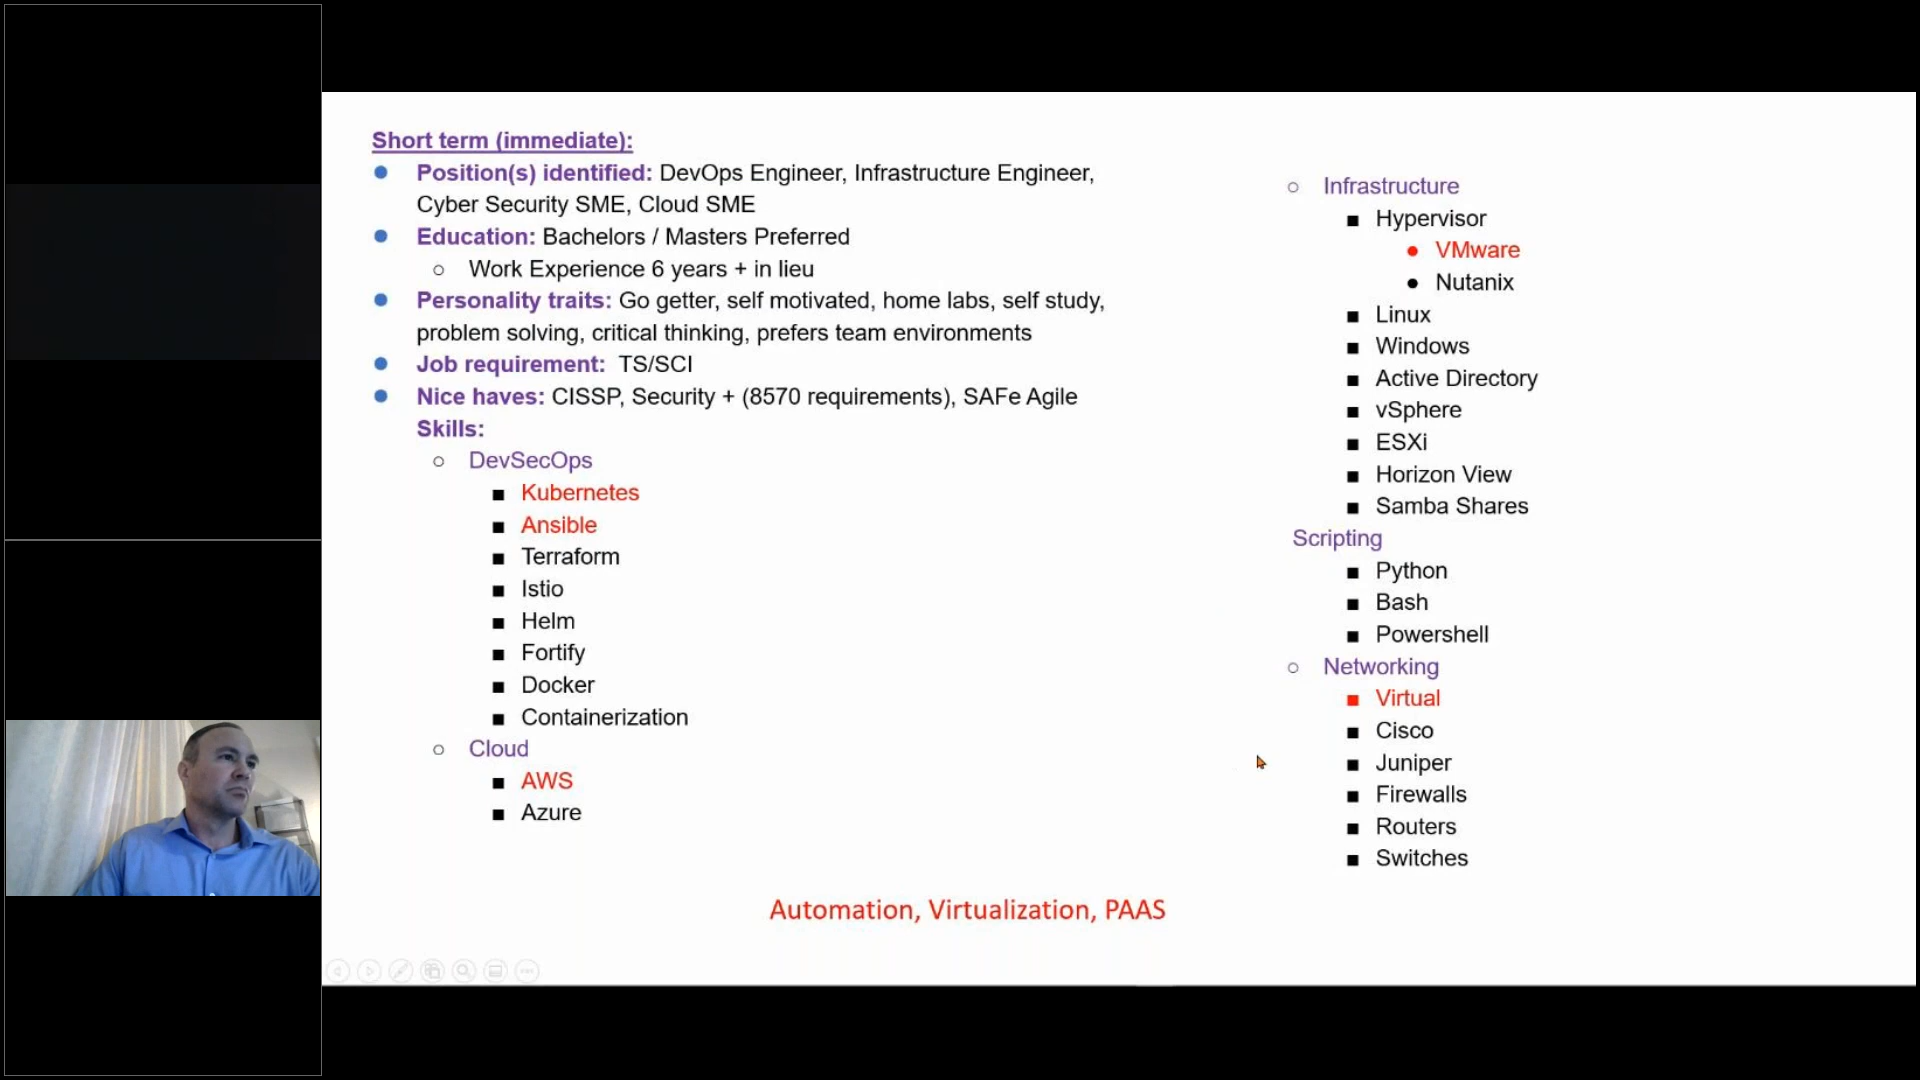 Short term (immediate):
Position(s) identified: DevOps Engineer, Infrastructure Engineer,
Cyber Security SME, Cloud SME
Education: Bachelors / Masters Preferred
Work Experience 6 years + in lieu
Personality traits: Go getter, self motivated, home labs, self study,
problem solving, critical thinking, prefers team environments
Job requirement: TS/SCI
Nice haves: CISSP, Security + (8570 requirements), SAFe Agile
Skills:
DevSecOps
Kubernetes
Ansible
Terraform
Istio
Helm
Fortify
Docker
Containerization
Cloud
AWS
Azure
Infrastructure
Hypervisor
VMware
Nutanix
Linux
Windows
Active Directory
vSphere
ESXi
Horizon View
Samba Shares
Scripting
Python
Bash
Powershell
Networking
Virtual
Cisco
Juniper
Firewalls
Routers
Switches
Automation, Virtualization, PAAS